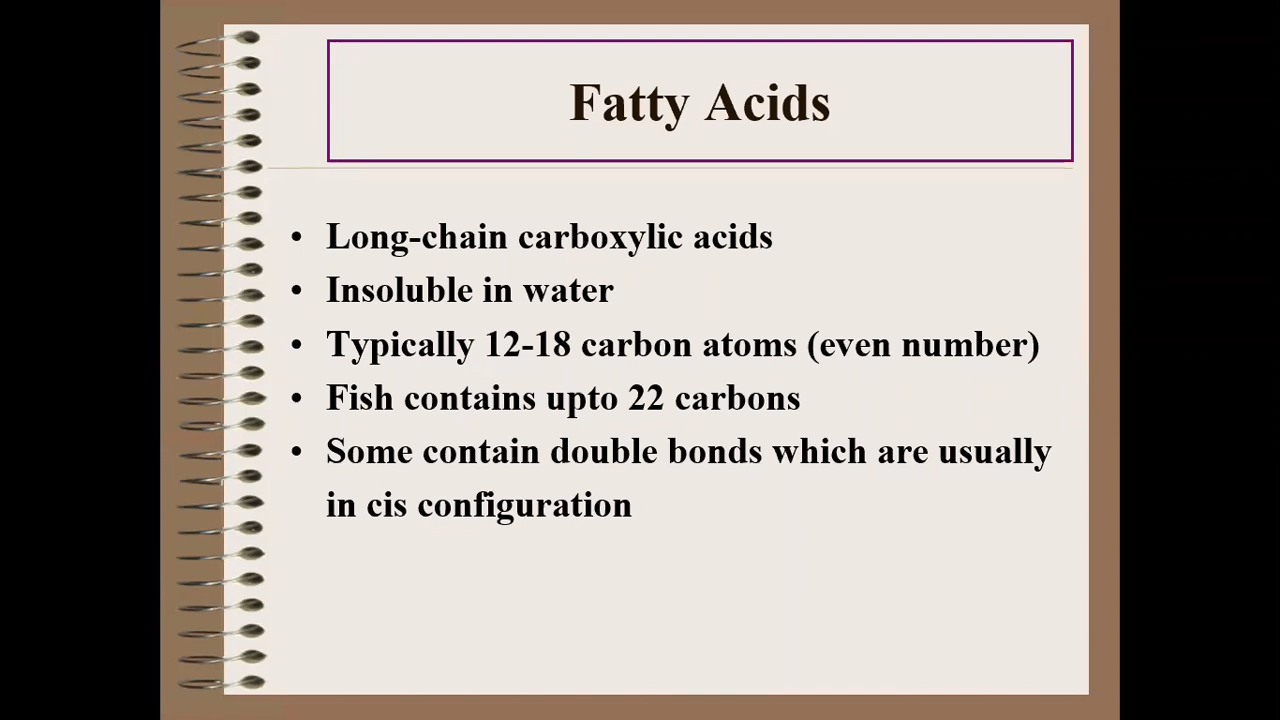 Fatty Acids
• Long-chain carboxylic acids
• Insoluble in water
• Typically 12-18 carbon atoms (even number)
• Fish contains upto 22 carbons
• Some contain double bonds which are usually
in cis configuration